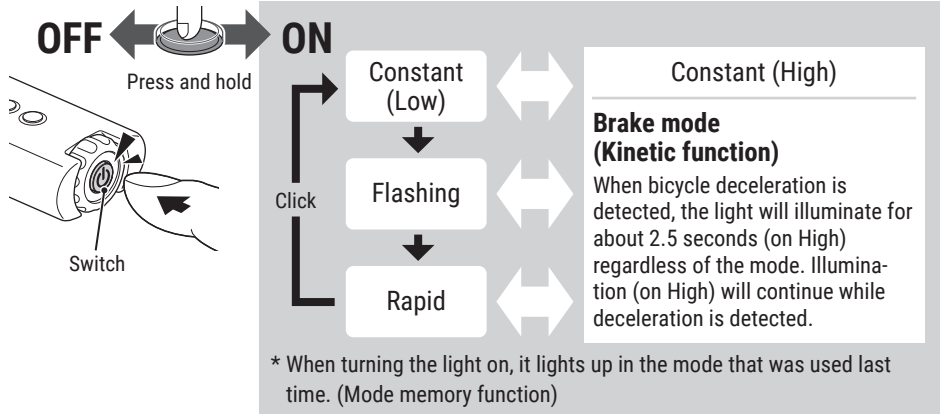 OFF
ON
Press and hold
Switch
Click
Constant
(Low)
Flashing
Rapid
Constant (High)
Brake mode
(Kinetic function)
When bicycle deceleration is
detected, the light will illuminate for
about 2.5 seconds (on High)
regardless of the mode. Illumina-
tion (on High) will continue while
deceleration is detected.
* When turning the light on, it lights up in the mode that was used last
time. (Mode memory function)